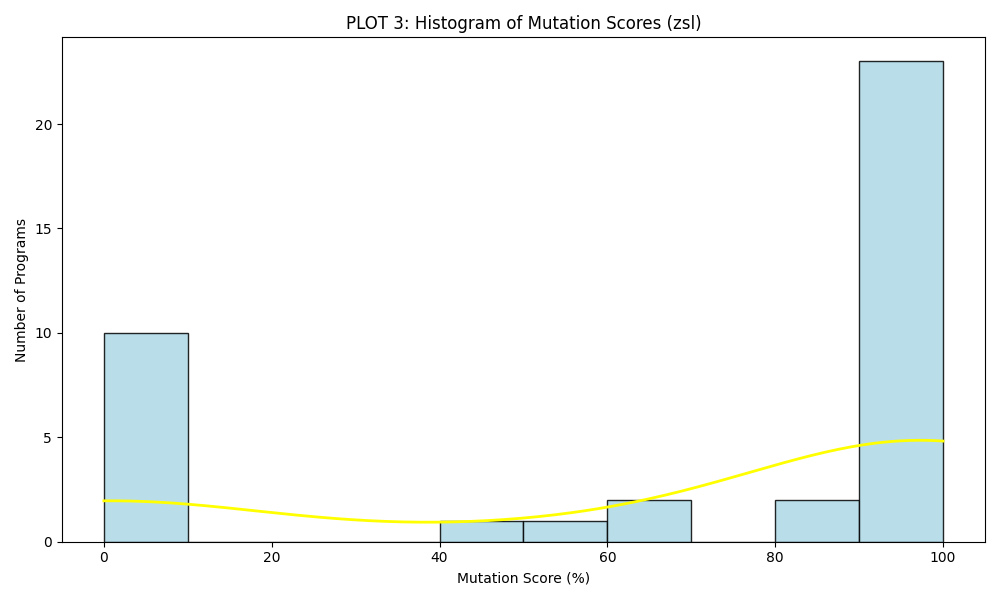 PLOT 3: Histogram of Mutation Scores (zsl)
Number of Programs
20
15
10
5
0
0 20 40 60 80 100
Mutation Score (%)